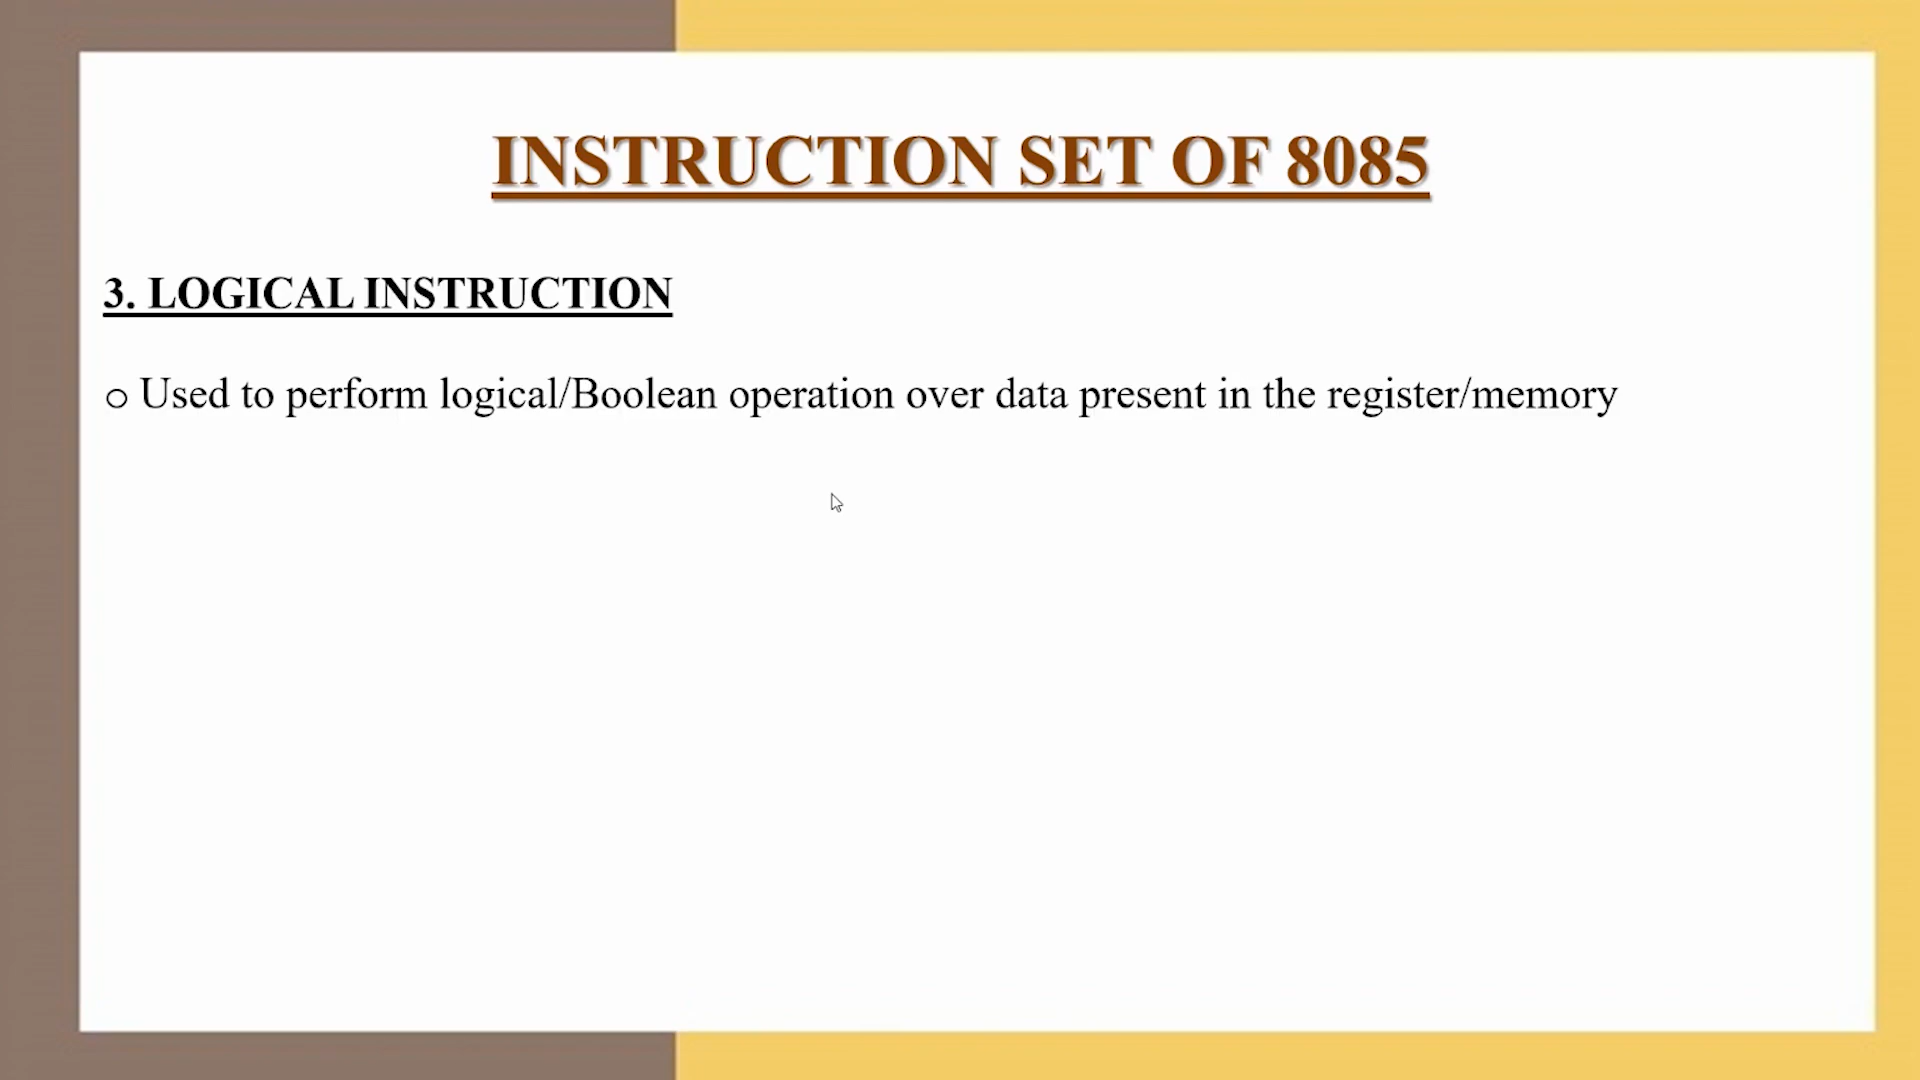 INSTRUCTION SET OF 8085
3. LOGICAL INSTRUCTION
o Used to perform logical/Boolean operation over data present in the register/memory